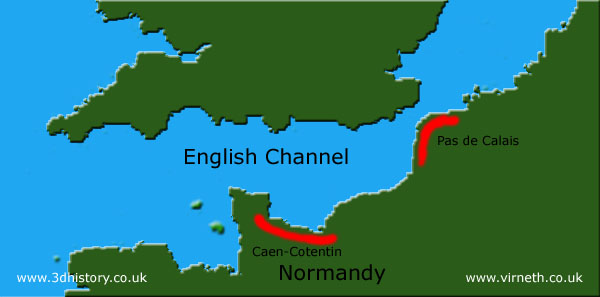 English Channel
Pas de Calais
Caen-Cotentin
Normandy
www.3dhistory.co.uk
www.virneth.co.uk